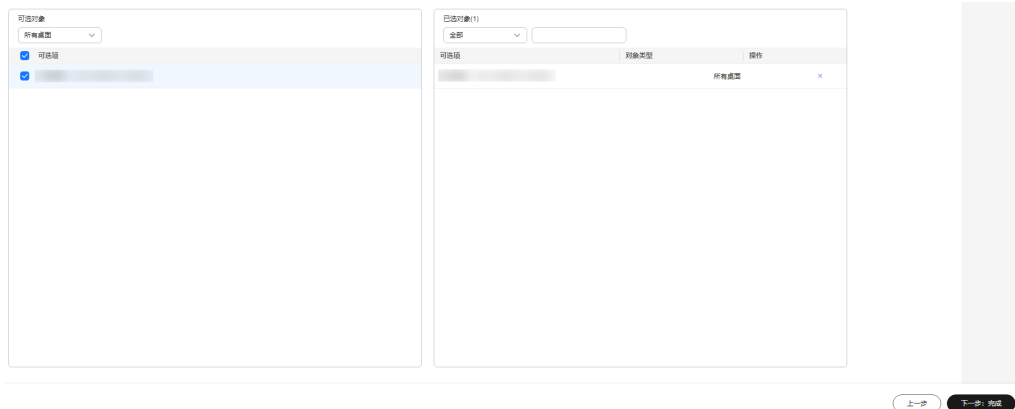 可选对象
所有桌面
可选项
已选对象(1)
全部
可选项 对象类型 操作
所有桌面 ×
上一步 下一步：完成